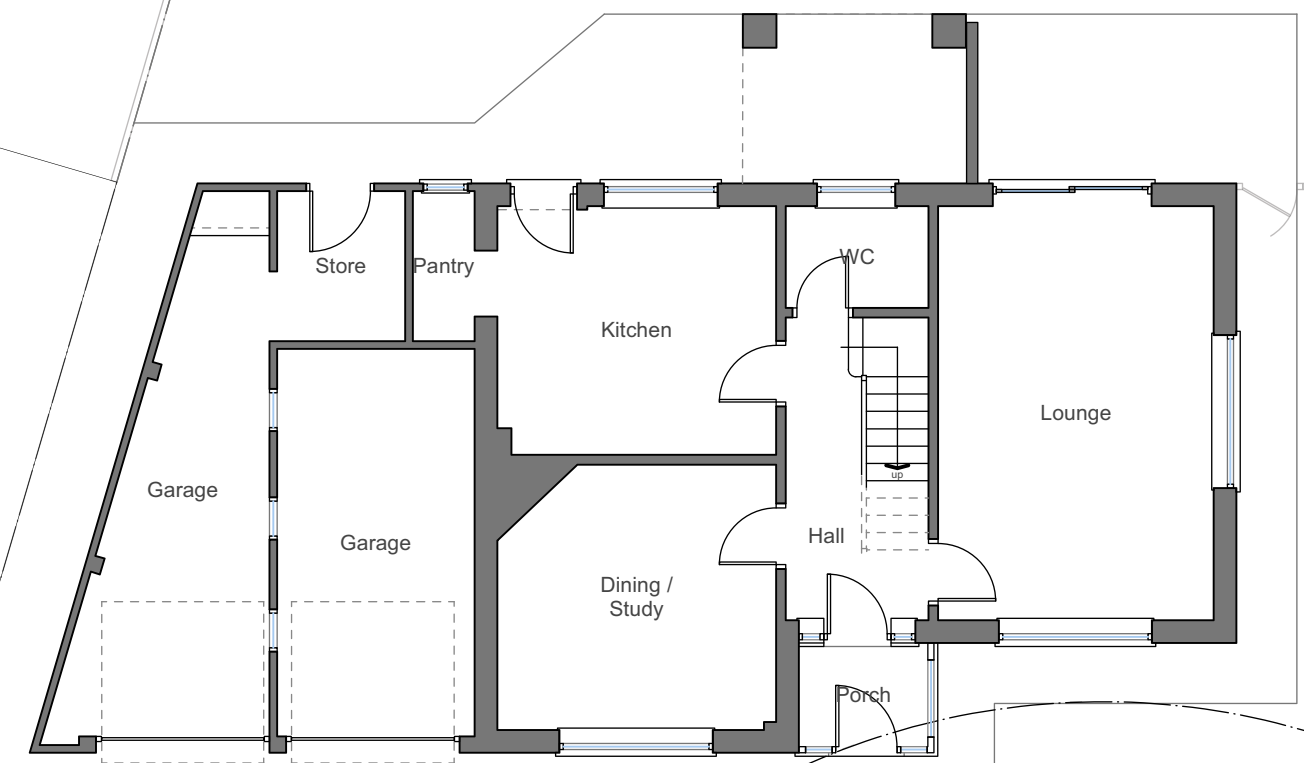 WC
Store
Pantry
Kitchen
Lounge
up
Garage
Hall
Garage
Dining /
Study
Porch